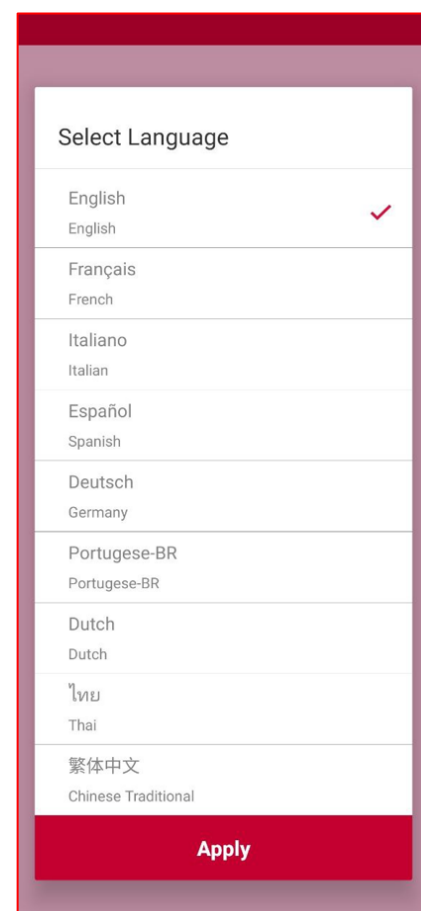 Select Language
English
English
Français
French
Italiano
Italian
Español
Spanish
Deutsch
Germany
Portugese-BR
Portugese-BR
Dutch
Dutch
ไทย
Thai
繁体中文
Chinese Traditional
Apply